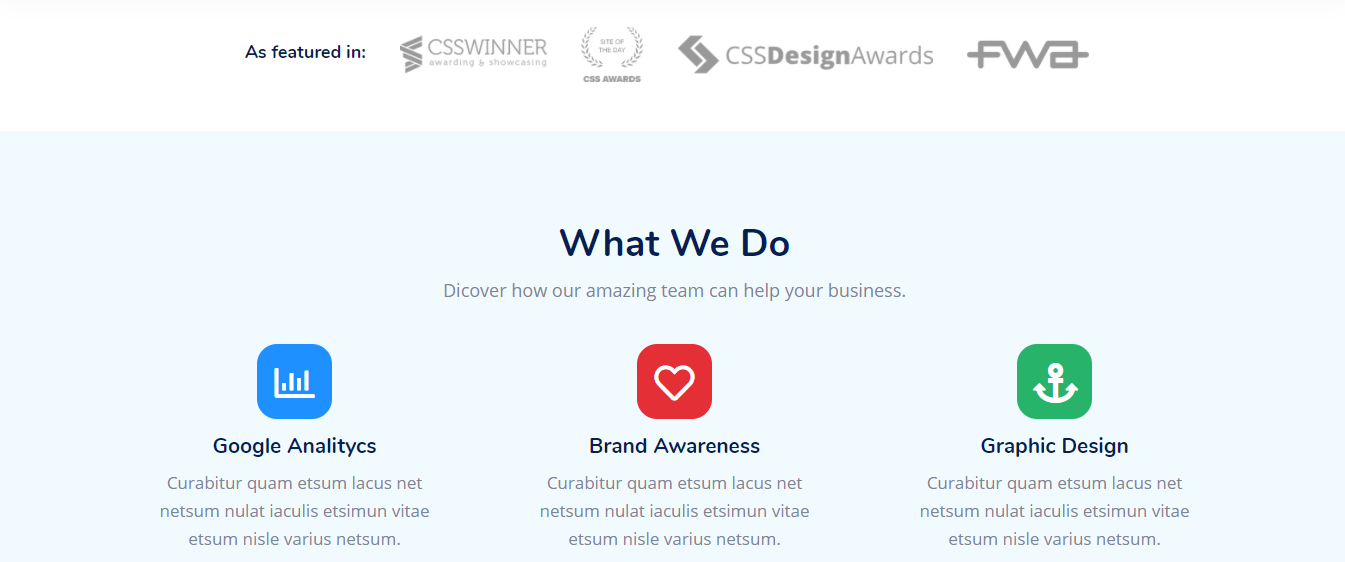 As featured in:
CSSWINNER
awarding & showcasing
SITE OF
THE DAY
CSS AWARDS
CSSDesignAwards
FWA
What We Do
Dicover how our amazing team can help your business.
Google Analitycs
Brand Awareness
Graphic Design
Curabitur quam etsum lacus net
netsum nulat iaculis etsimun vitae
etsum nisle varius netsum.
Curabitur quam etsum lacus net
netsum nulat iaculis etsimun vitae
etsum nisle varius netsum.
Curabitur quam etsum lacus net
netsum nulat iaculis etsimun vitae
etsum nisle varius netsum.